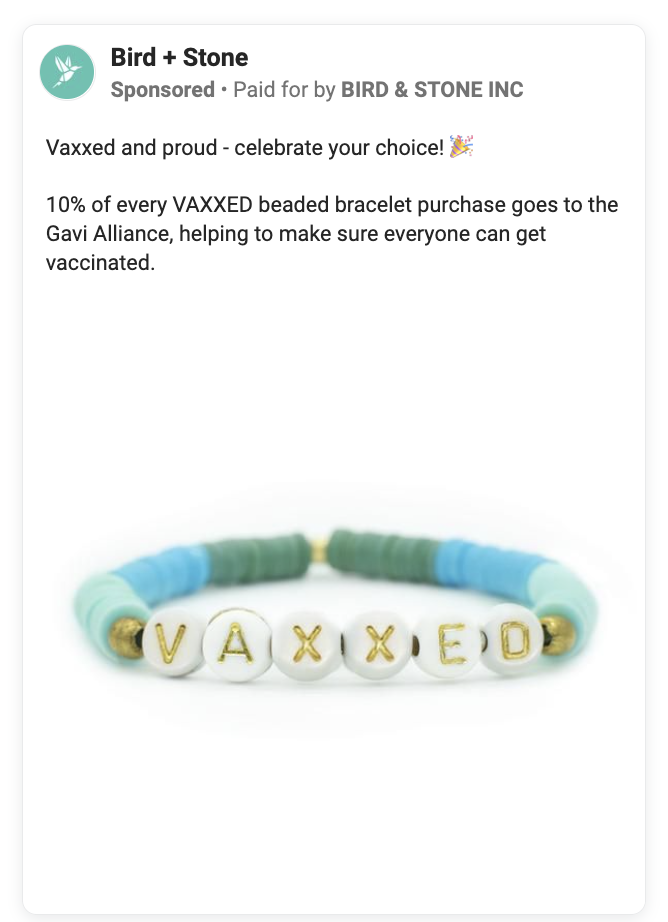 Bird + Stone
Sponsored • Paid for by BIRD & STONE INC
Vaxxed and proud - celebrate your choice! 🎉
10% of every VAXXED beaded bracelet purchase goes to the
Gavi Alliance, helping to make sure everyone can get
vaccinated.
VAXXED